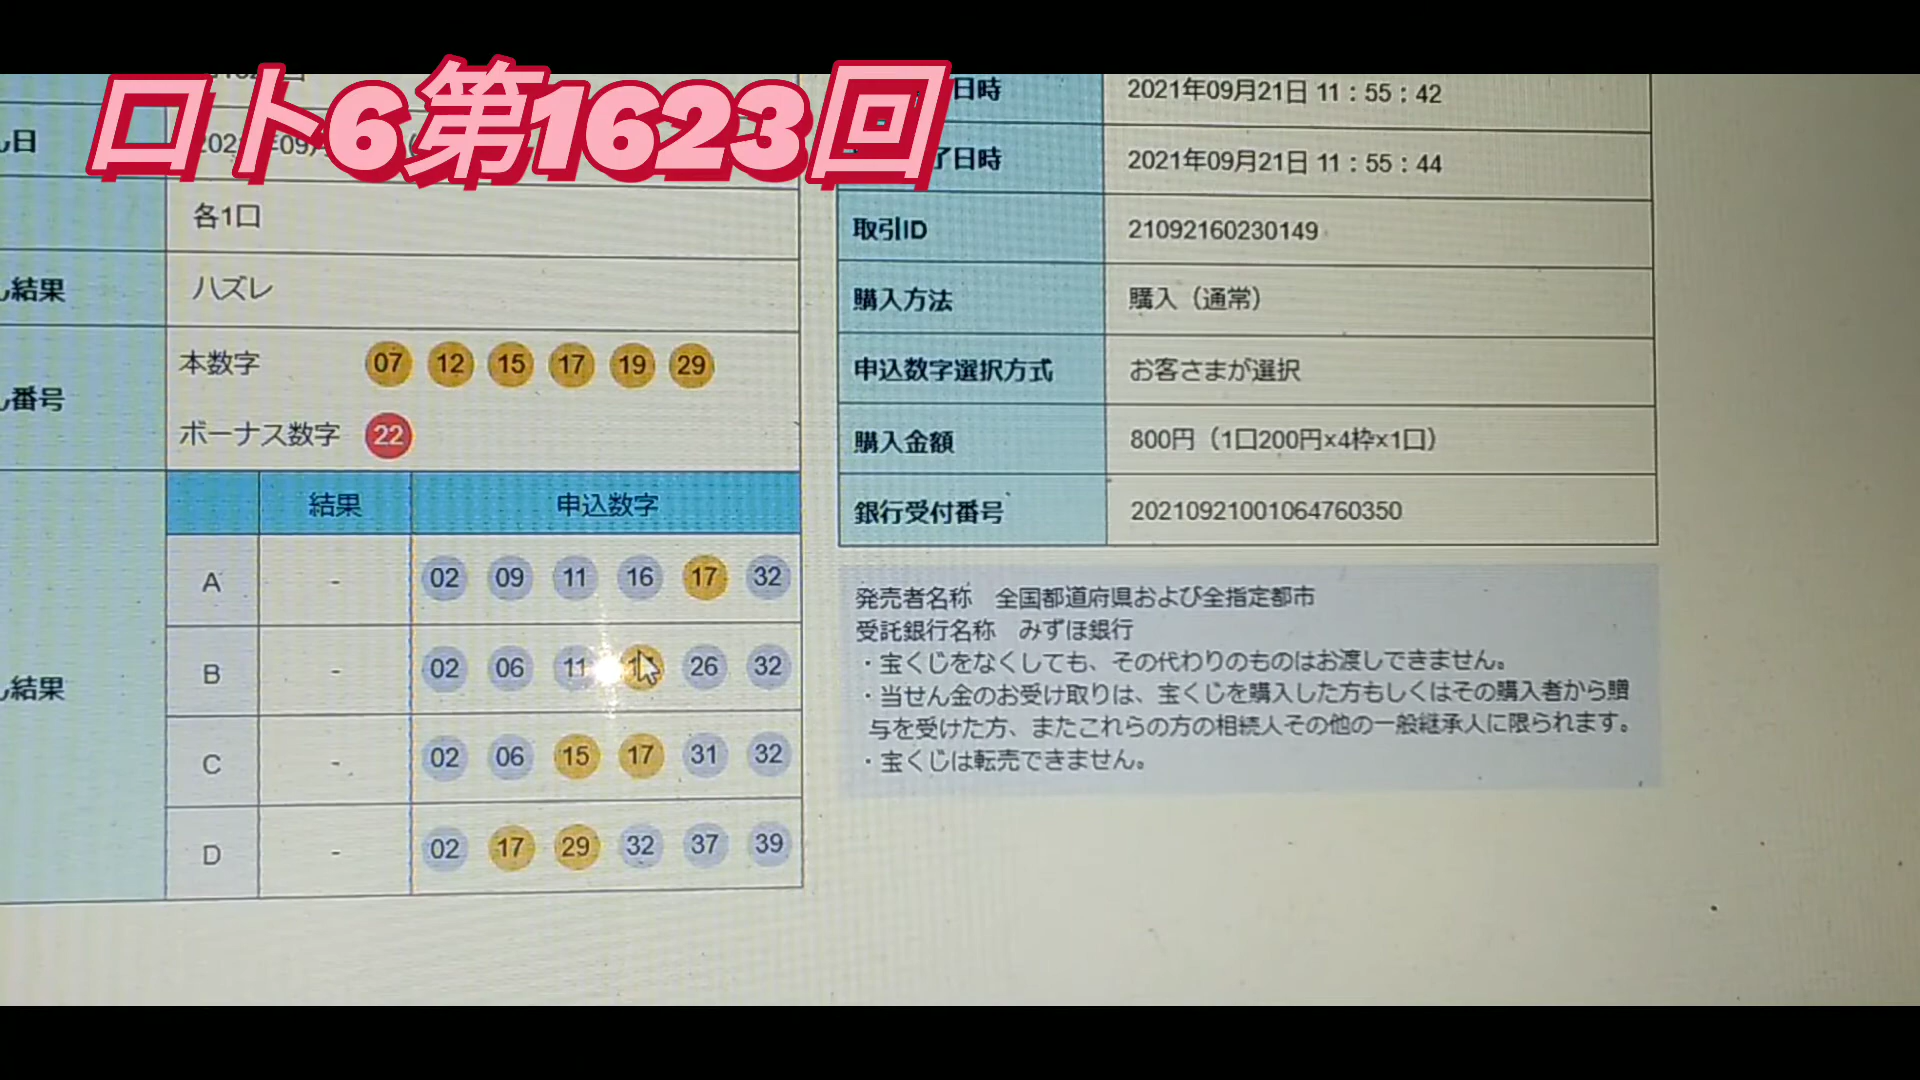 ロト6第1623回
日時 2021年09月21日 11:55:42
日 了日時 2021年09月21日 11:55:44
各1口
取引ID 21092160230149
結果 ハズレ
購入方法 購入（通常）
番号
本数字 07 12 15 17 19 29
申込数字選択方式 お客さまが選択
ボーナス数字 22
購入金額 800円（1口200円×4枠×1口）
結果 申込数字
銀行受付番号 20210921001064760350
A - 02 09 11 16 17 32
結果
B - 02 06 11 26 32
C - 02 06 15 17 31 32
D - 02 17 29 32 37 39
発売者名称 全国都道府県および全指定都市
受託銀行名称 みずほ銀行
・宝くじをなくしても、その代わりのものはお渡しできません。
・当せん金のお受け取りは、宝くじを購入した方もしくはその購入者から贈
与を受けた方、またこれらの方の相続人その他の一般継承人に限られます。
・宝くじは転売できません。